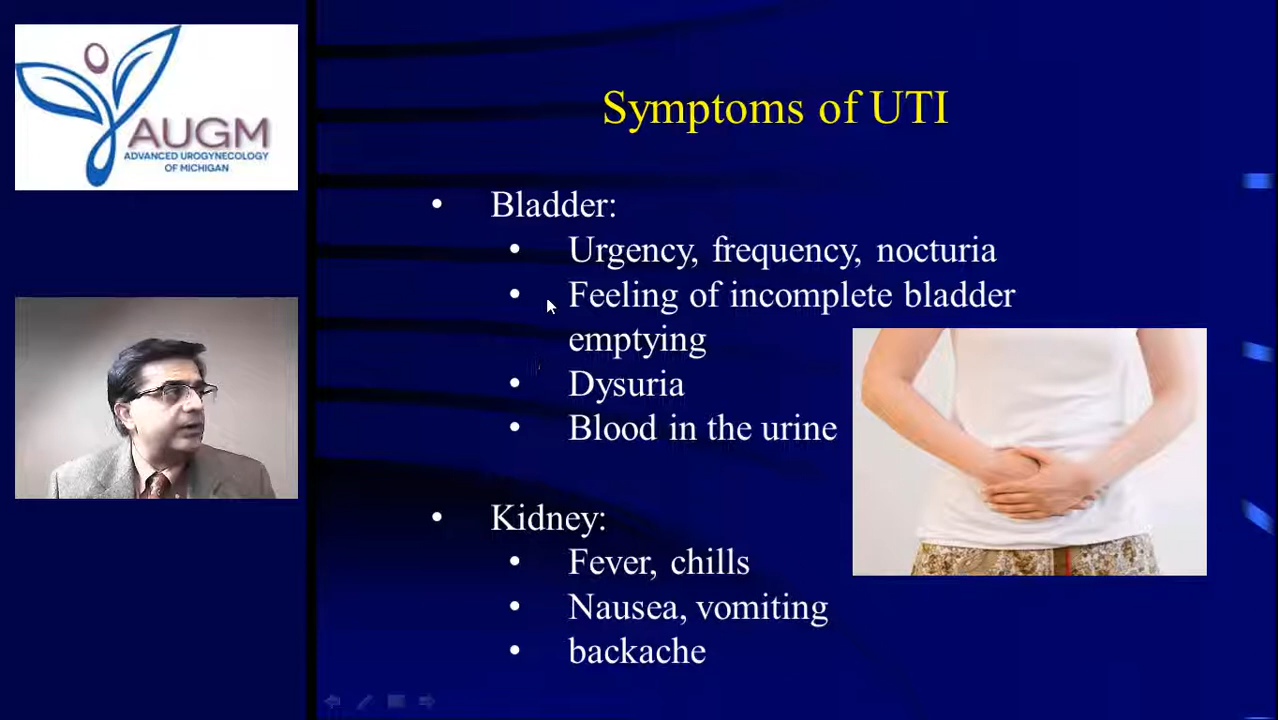 AUGM
ADVANCED UROGYNECOLOGY
OF MICHIGAN
Symptoms of UTI
• Bladder:
• Urgency, frequency, nocturia
• Feeling of incomplete bladder
emptying
• Dysuria
• Blood in the urine
• Kidney:
• Fever, chills
• Nausea, vomiting
• backache